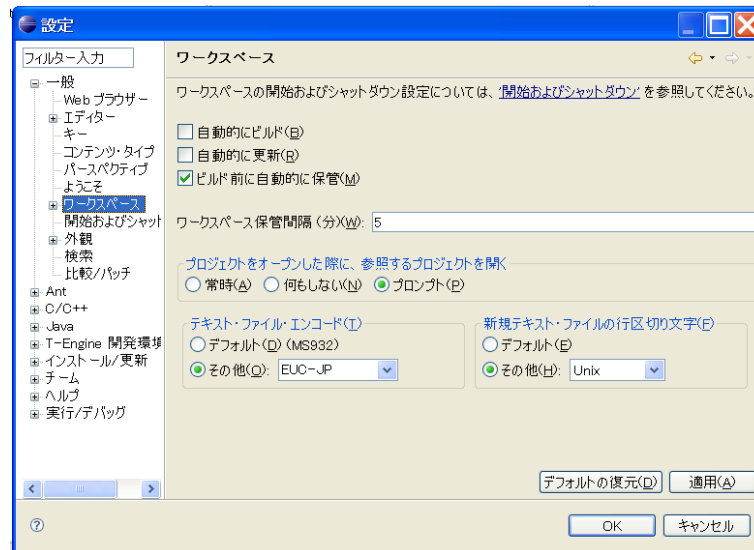 設定
フィルター入力
一般
Web ブラウザー
エディター
キー
コンテンツ・タイプ
パースペクティブ
ようこそ
ワークスペース
開始およびシャット
外観
検索
比較/パッチ
Ant
C/C++
Java
T-Engine 開発環境
インストール/更新
チーム
ヘルプ
実行/デバッグ
ワークスペース
ワークスペースの開始およびシャットダウン設定については、'開始およびシャットダウン' を参照してください。
自動的にビルド(B)
自動的に更新(R)
ビルド前に自動的に保管(M)
ワークスペース保管間隔 (分)(W): 5
プロジェクトをオープンした際に、参照するプロジェクトを開く
常時(A) 何もしない(N) プロンプト(P)
テキスト・ファイル・エンコード(T)
デフォルト(D) (MS932)
その他(O): EUC-JP
新規テキスト・ファイルの行区切り文字(F)
デフォルト(E)
その他(H): Unix
デフォルトの復元(D) 適用(A)
OK キャンセル